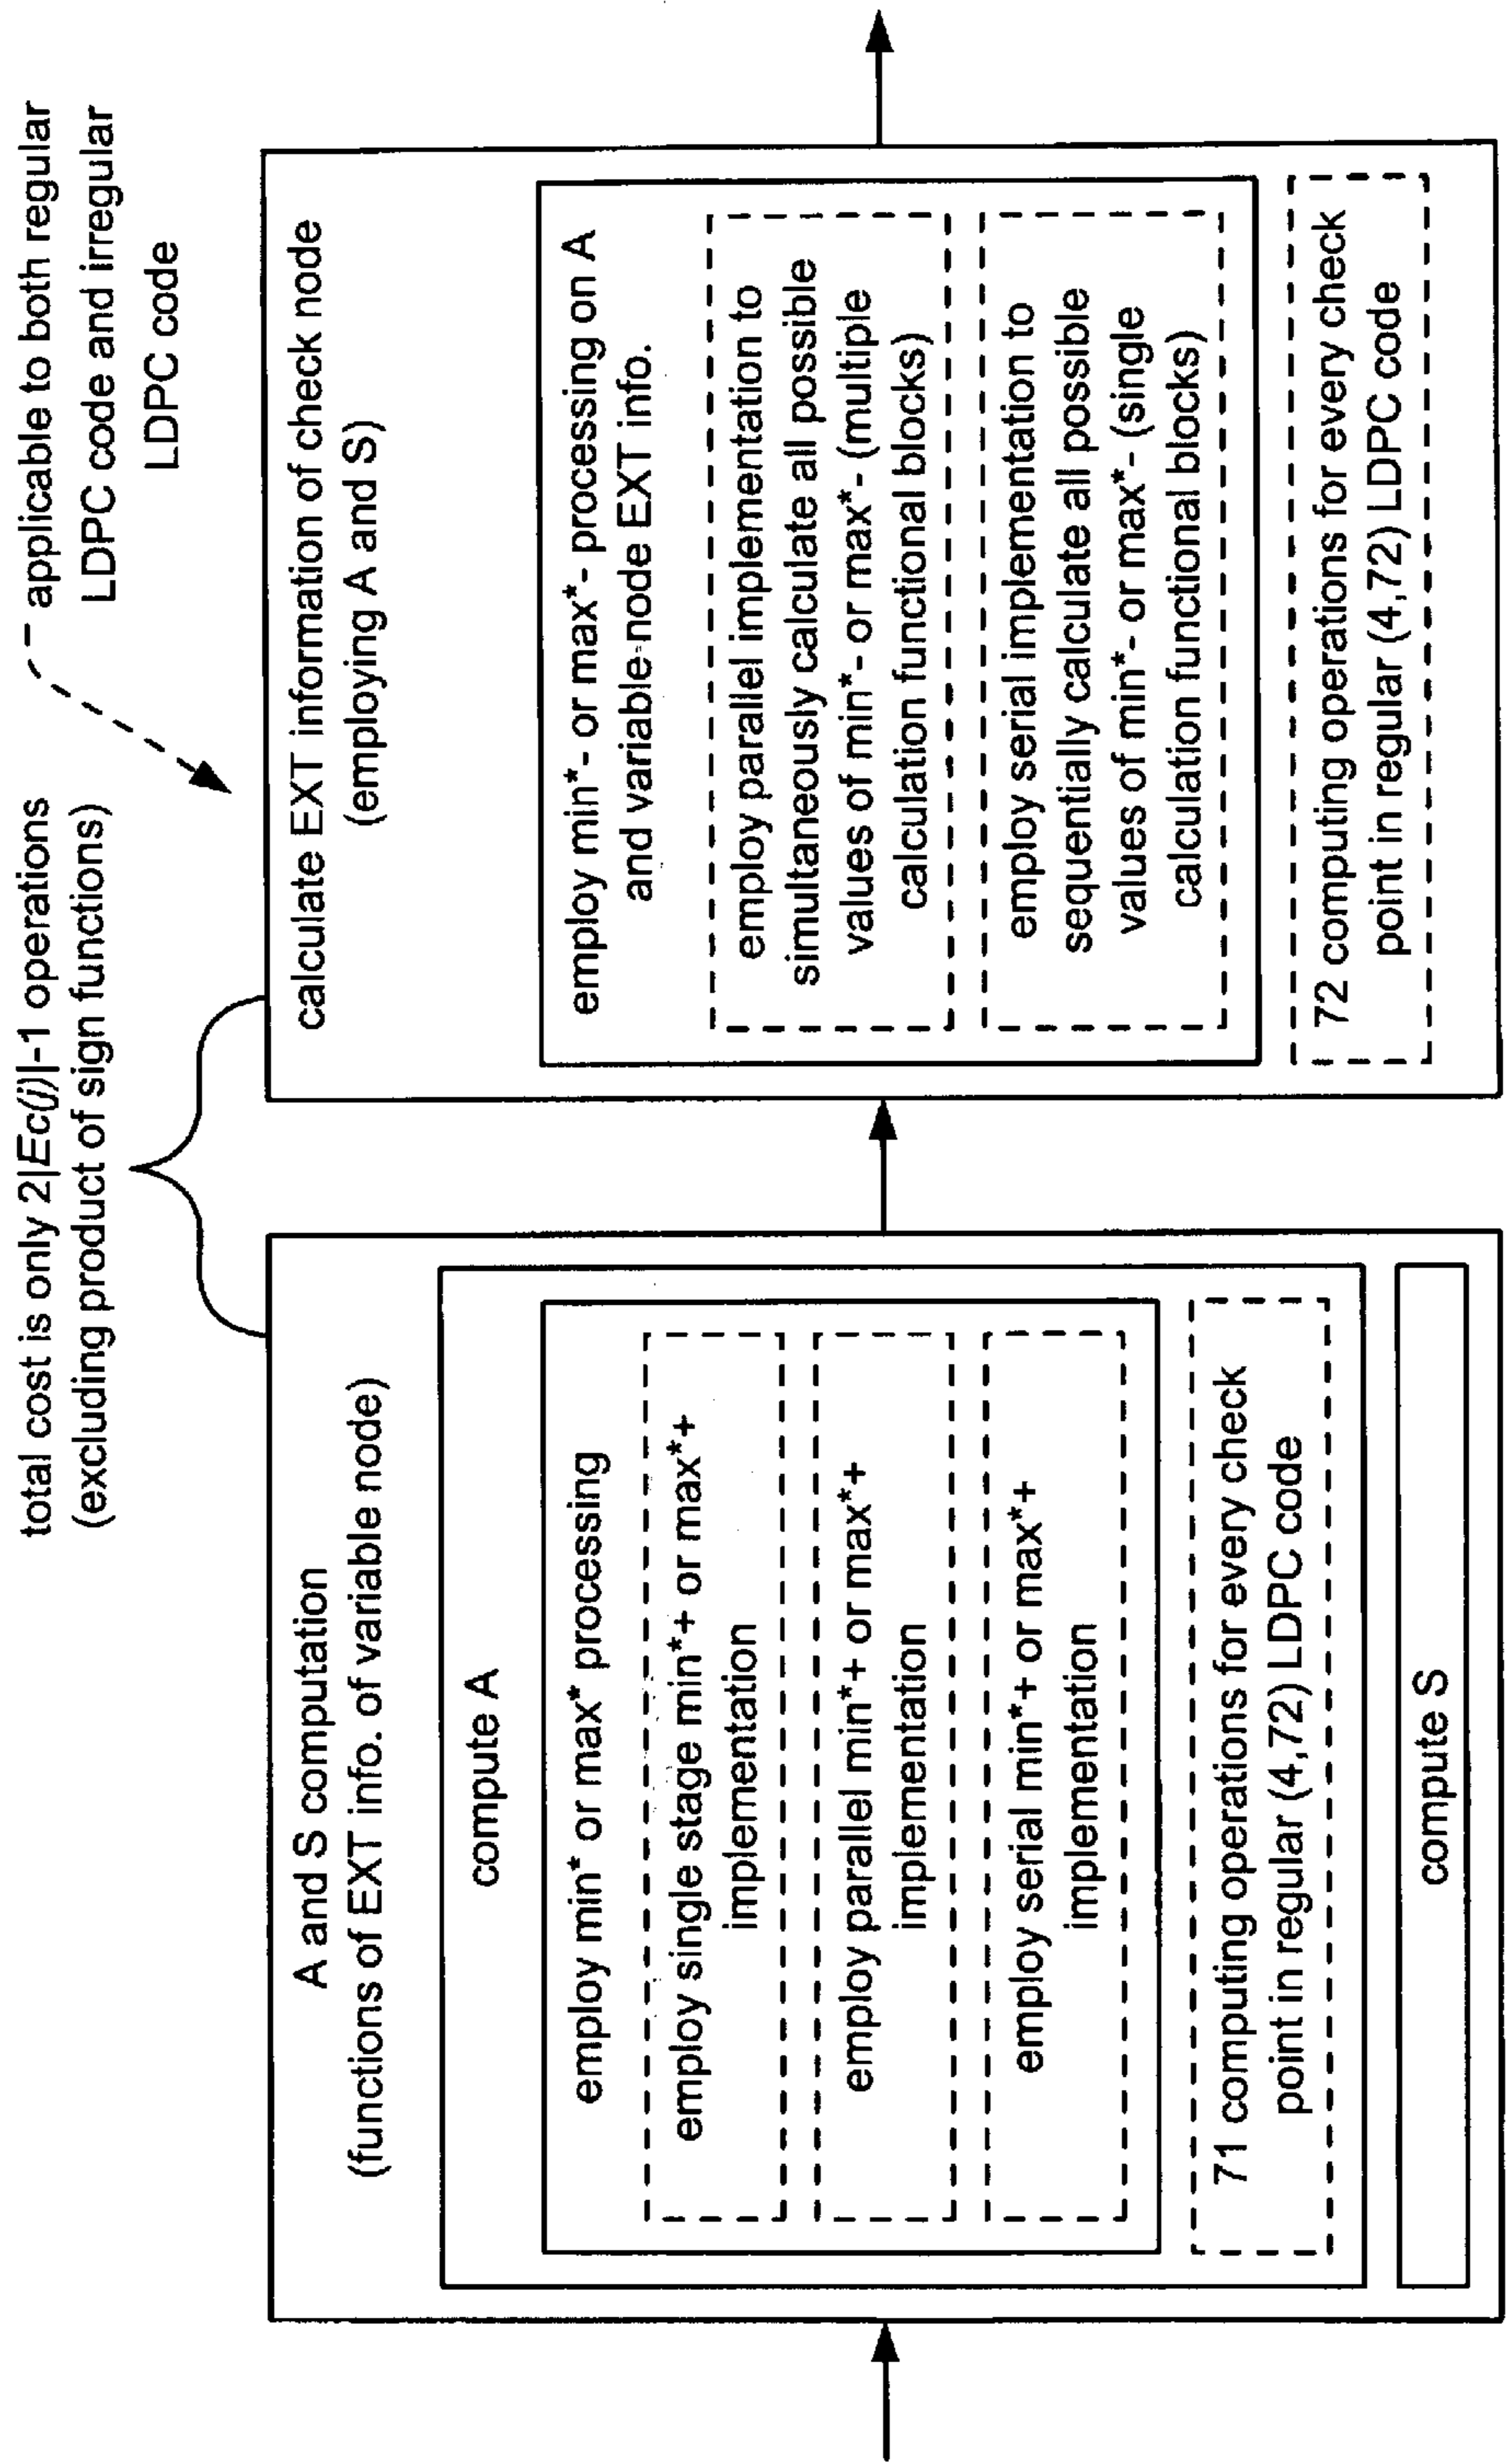 total cost is only 2|Ec(j)|-1 operations
(excluding product of sign functions)
applicable to both regular
LDPC code and irregular
LDPC code
A and S computation
(functions of EXT info. of variable node)
compute A
employ min* or max* processing
employ single stage min*+ or max*+
implementation
employ parallel min*+ or max*+
implementation
employ serial min*+ or max*+
implementation
71 computing operations for every check
point in regular (4,72) LDPC code
compute S
calculate EXT information of check node
(employing A and S)
employ min*- or max*- processing on A
and variable node EXT info.
employ parallel implementation to
simultaneously calculate all possible
values of min*- or max*- (multiple
calculation functional blocks)
employ serial implementation to
sequentially calculate all possible
values of min*- or max*- (single
calculation functional blocks)
72 computing operations for every check
point in regular (4,72) LDPC code